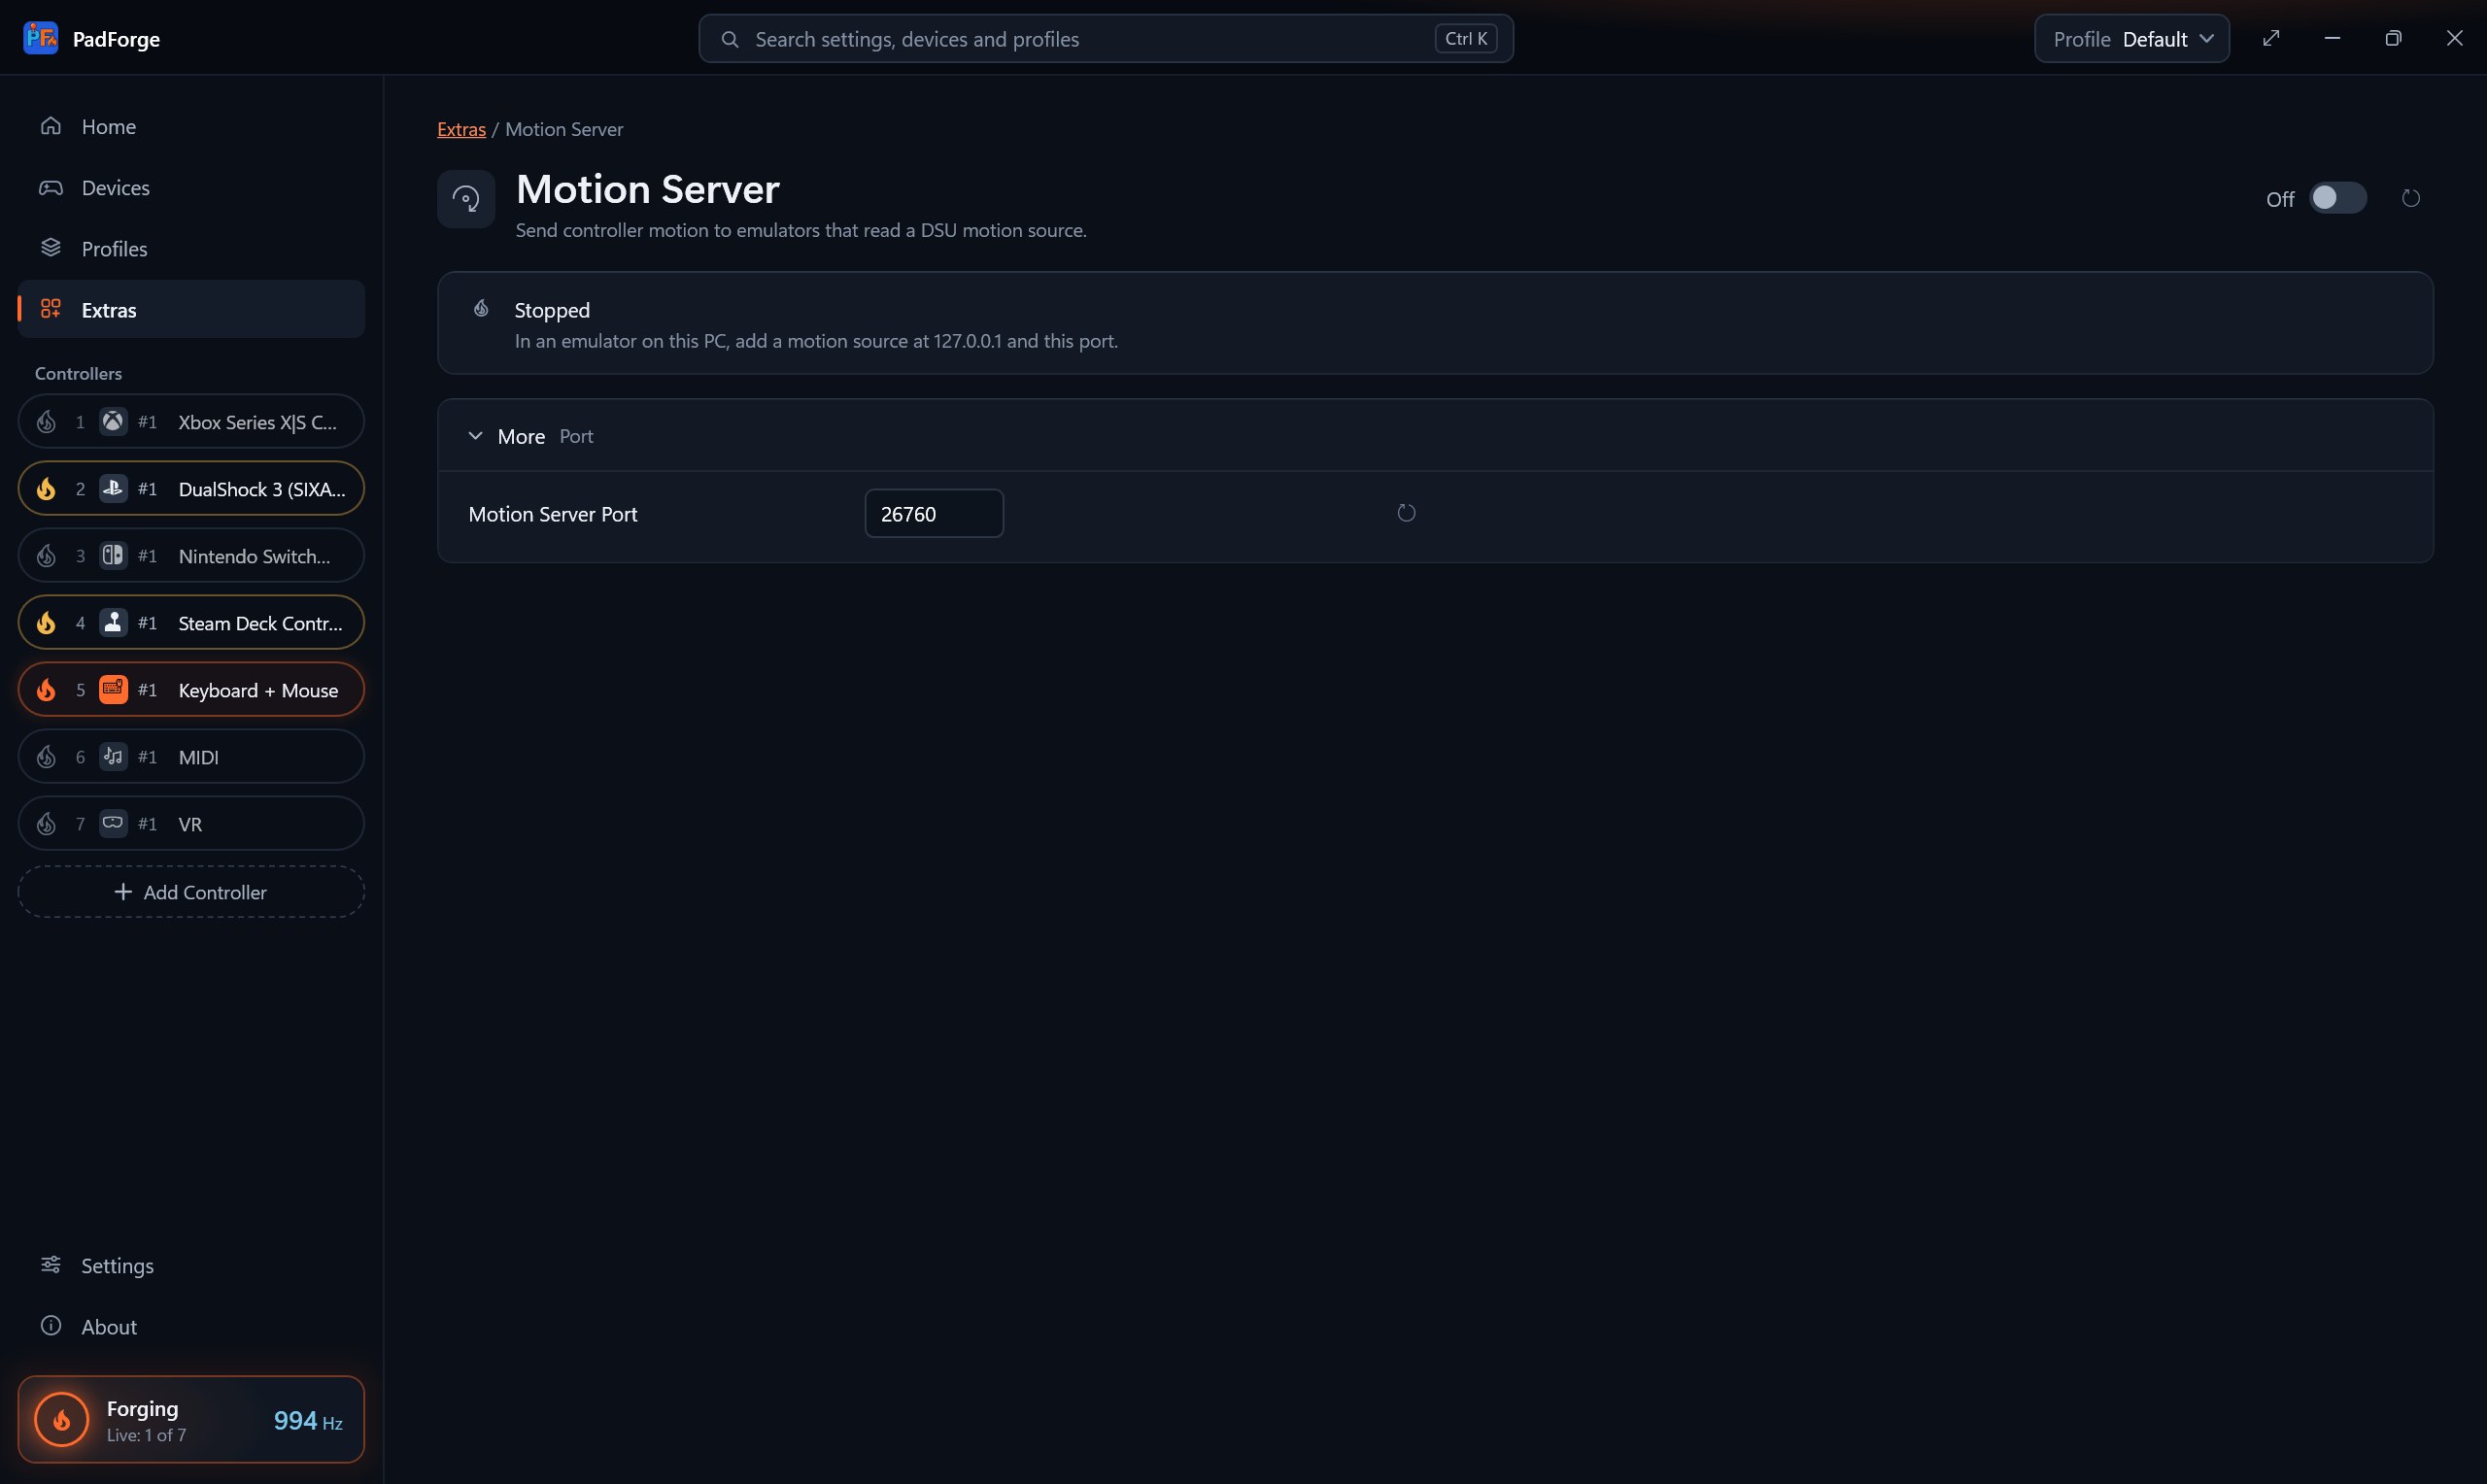 PadForge
Search settings, devices and profiles
Ctrl K
Profile Default
Home
Devices
Profiles
Extras
Controllers
1 #1 Xbox Series X|S C...
2 #1 DualShock 3 (SIXA...
3 #1 Nintendo Switch...
4 #1 Steam Deck Contr...
5 #1 Keyboard + Mouse
6 #1 MIDI
7 #1 VR
Add Controller
Settings
About
Forging
Live: 1 of 7
994 Hz
Extras / Motion Server
Motion Server
Send controller motion to emulators that read a DSU motion source.
Off
Stopped
In an emulator on this PC, add a motion source at 127.0.0.1 and this port.
More Port
Motion Server Port
26760